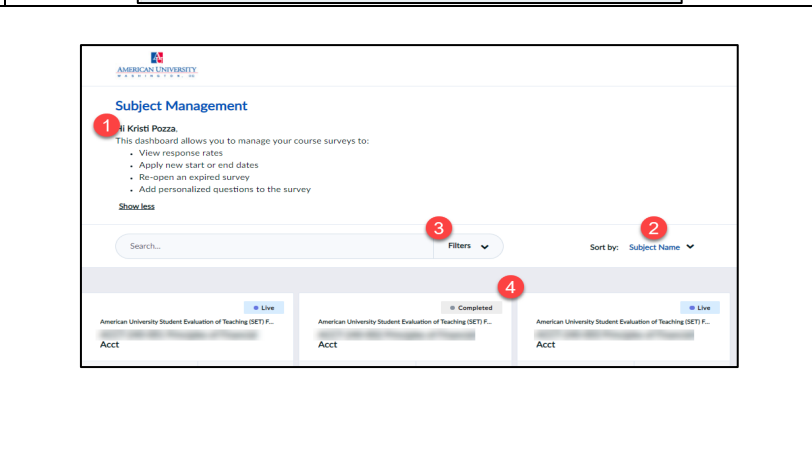 AMERICAN UNIVERSITY
Subject Management
1
Hi Kristi Pozza,
This dashboard allows you to manage your course surveys to:
• View response rates
• Apply new start or end dates
• Re-open an expired survey
• Add personalized questions to the survey
Show less
3
2
Search...
Filters
Sort by: Subject Name
4
Live
Completed
Live
American University Student Evaluation of Teaching (SET) F...
American University Student Evaluation of Teaching (SET) F...
American University Student Evaluation of Teaching (SET) F...
Acct
Acct
Acct